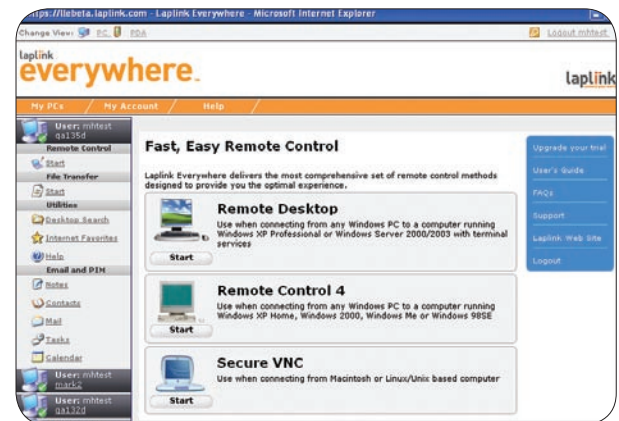 https://llebeta.laplink.com - Laplink Everywhere - Microsoft Internet Explorer
Change View: PC PDA
Logout mhtest
laplink
everywhere
laplink
My PCs / My Account / Help /
User: mhtest
qa135d
Remote Control
Start
File Transfer
Start
Utilities
Desktop Search
Internet Favorites
Help
Email and PIM
Notes
Contacts
Mail
Tasks
Calendar
User: mhtest
mark2
User: mhtest
qa132d
Fast, Easy Remote Control
Laplink Everywhere delivers the most comprehensive set of remote control methods
designed to provide you the optimal experience.
Remote Desktop
Use when connecting from any Windows PC to a computer running
Windows XP Professional or Windows Server 2000/2003 with terminal
services
Start
Remote Control 4
Use when connecting from any Windows PC to a computer running
Windows XP Home, Windows 2000, Windows Me or Windows 98SE
Start
Secure VNC
Use when connecting from Macintosh or Linux/Unix based computer
Start
Upgrade your trial
User's Guide
FAQs
Support
Laplink Web Site
Logout